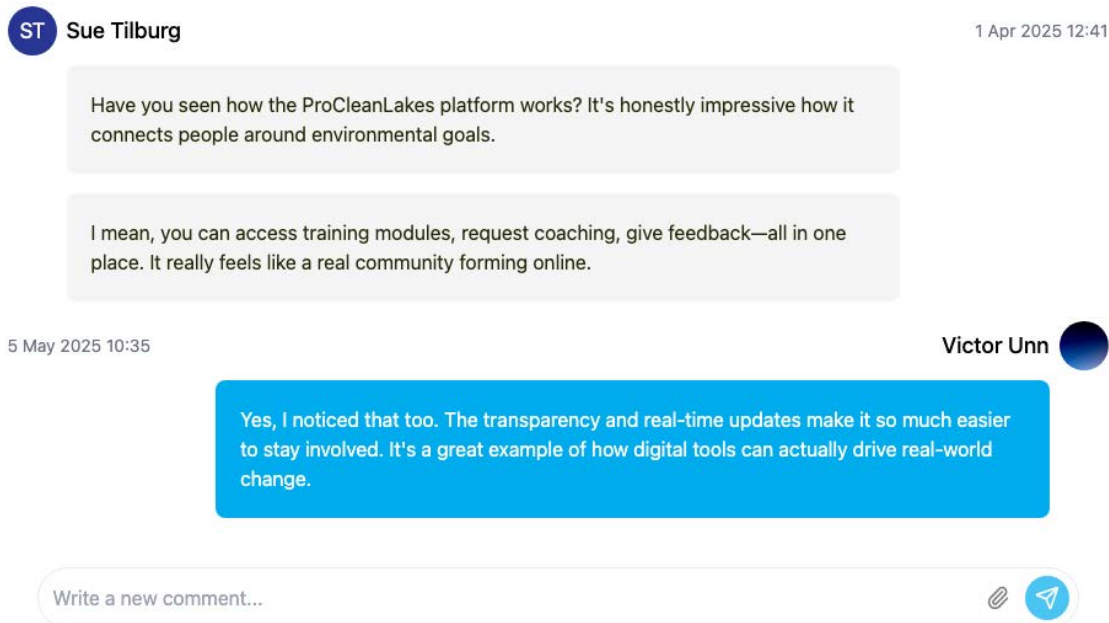 ST
Sue Tilburg
1 Apr 2025 12:41
Have you seen how the ProCleanLakes platform works? It's honestly impressive how it
connects people around environmental goals.
I mean, you can access training modules, request coaching, give feedback—all in one
place. It really feels like a real community forming online.
5 May 2025 10:35
Victor Unn
Yes, I noticed that too. The transparency and real-time updates make it so much easier
to stay involved. It's a great example of how digital tools can actually drive real-world
change.
Write a new comment...